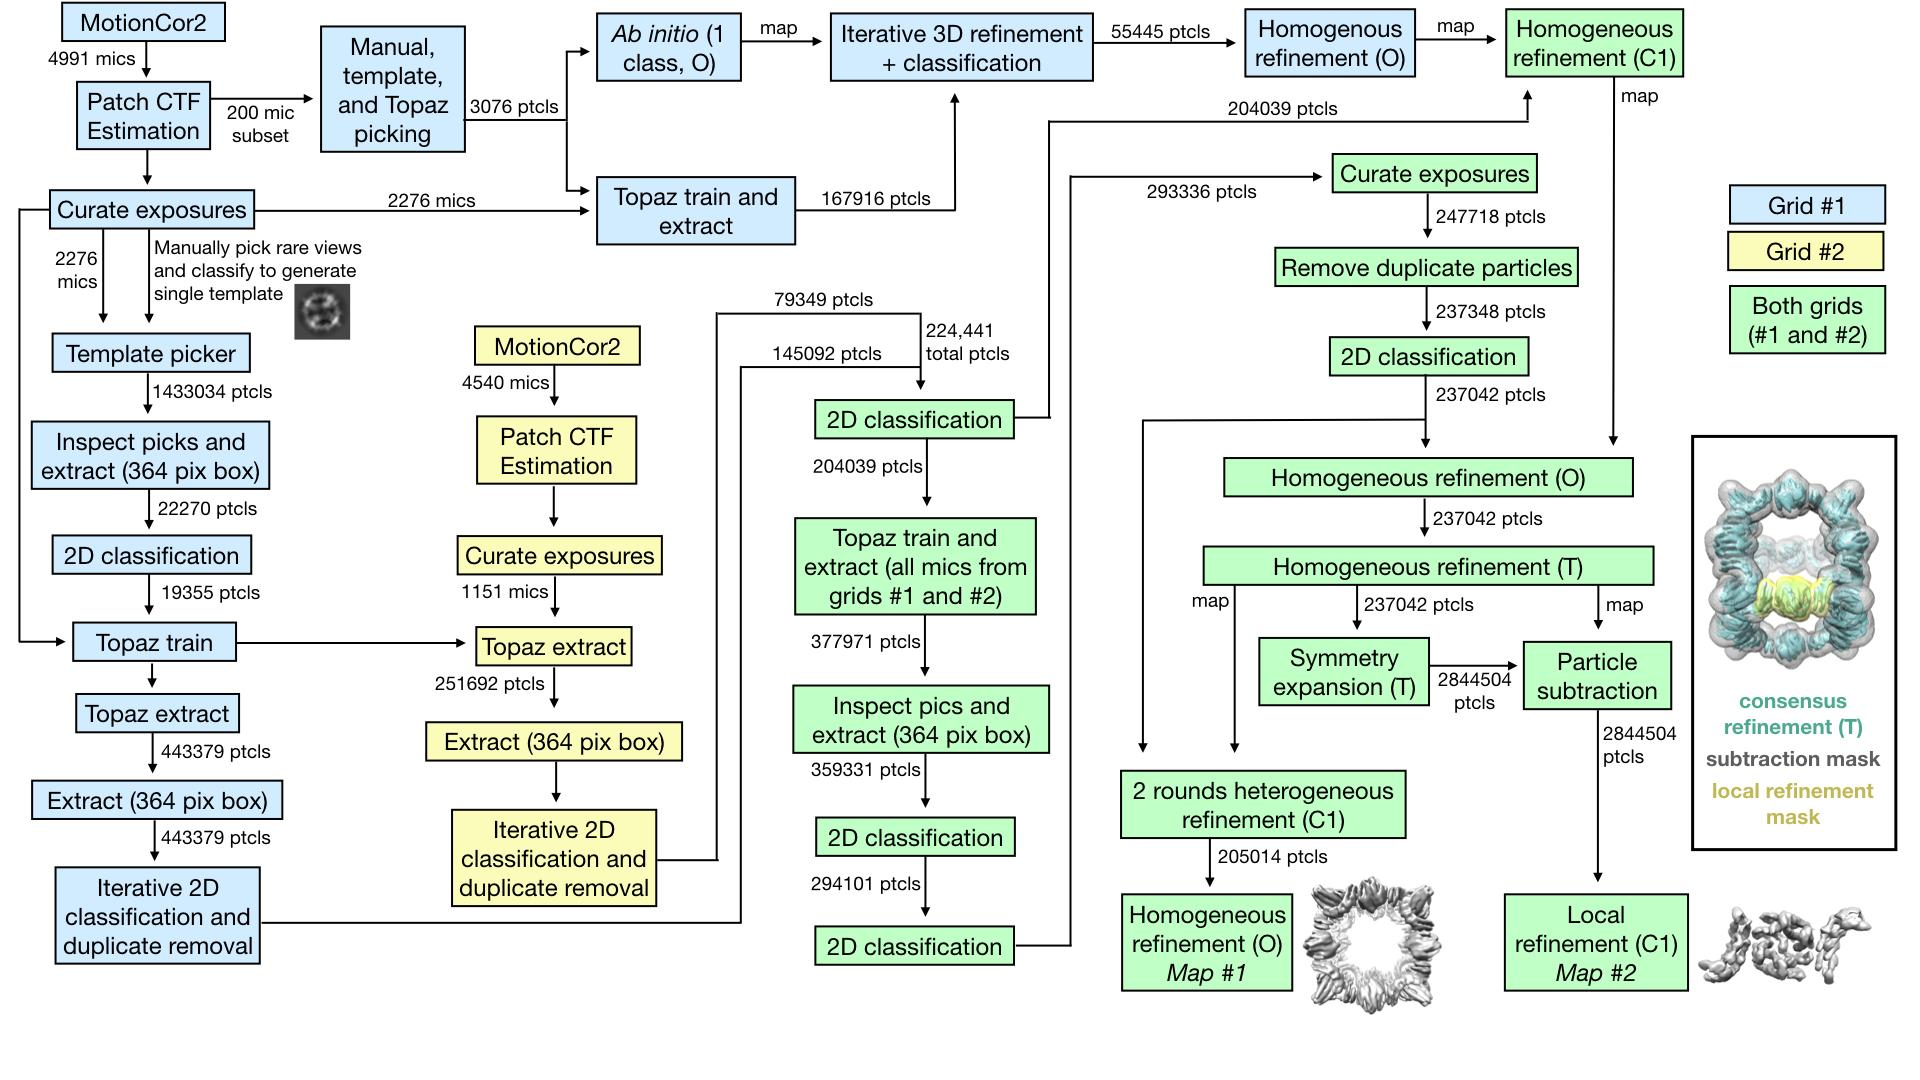 MotionCor2
4991 mics
Patch CTF
Estimation
200 mic
subset
Manual,
template,
and Topaz
picking
3076 ptcls
Ab initio (1
class, O)
map
Iterative 3D refinement
+ classification
55445 ptcls
Homogenous
refinement (O)
map
Homogeneous
refinement (C1)
map
Curate exposures
2276 mics
Topaz train and
extract
167916 ptcls
2276
mics
Manually pick rare views
and classify to generate
single template
Template picker
1433034 ptcls
Inspect picks and
extract (364 pix box)
22270 ptcls
2D classification
19355 ptcls
Topaz train
Topaz extract
443379 ptcls
Extract (364 pix box)
443379 ptcls
Iterative 2D
classification and
duplicate removal
MotionCor2
4540 mics
Patch CTF
Estimation
Curate exposures
1151 mics
Topaz extract
251692 ptcls
Extract (364 pix box)
Iterative 2D
classification and
duplicate removal
79349 ptcls
145092 ptcls
224,441
total ptcls
2D classification
204039 ptcls
204039 ptcls
Topaz train and
extract (all mics from
grids #1 and #2)
377971 ptcls
Inspect pics and
extract (364 pix box)
359331 ptcls
2D classification
294101 ptcls
2D classification
293336 ptcls
Curate exposures
247718 ptcls
Remove duplicate particles
237348 ptcls
2D classification
237042 ptcls
Homogeneous refinement (O)
237042 ptcls
Homogeneous refinement (T)
map
237042 ptcls
map
Symmetry
expansion (T)
2844504
ptcls
Particle
subtraction
2844504
ptcls
2 rounds heterogeneous
refinement (C1)
205014 ptcls
Homogeneous
refinement (O)
Map #1
Local
refinement (C1)
Map #2
Grid #1
Grid #2
Both grids
(#1 and #2)
consensus
refinement (T)
subtraction mask
local refinement
mask